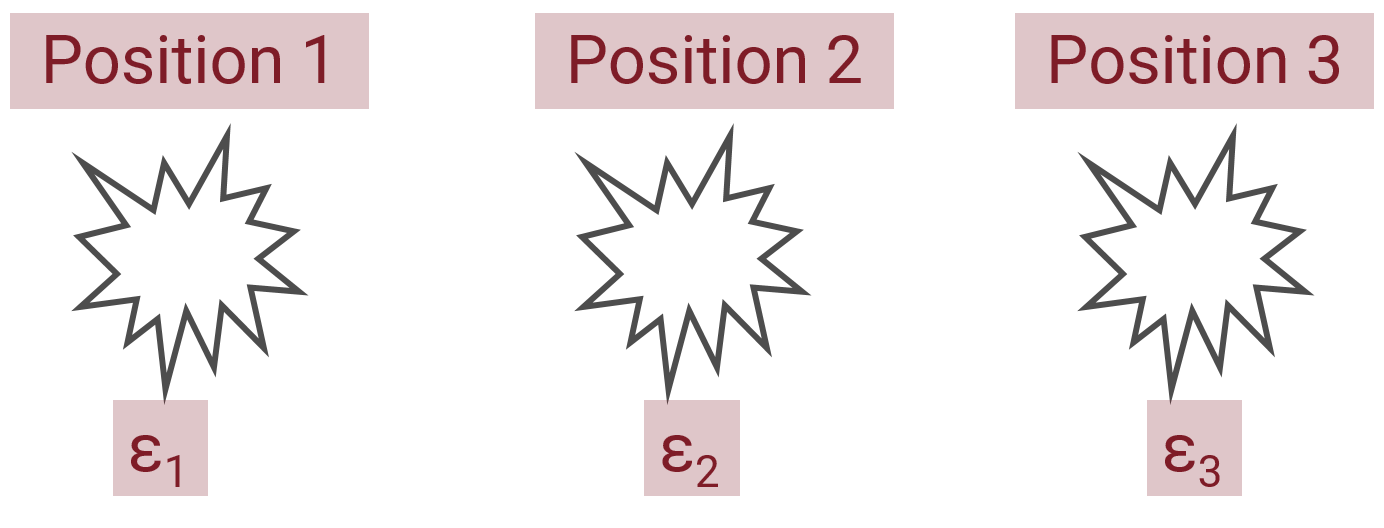 Position 1 Position 2 Position 3
ε₁ ε₂ ε₃